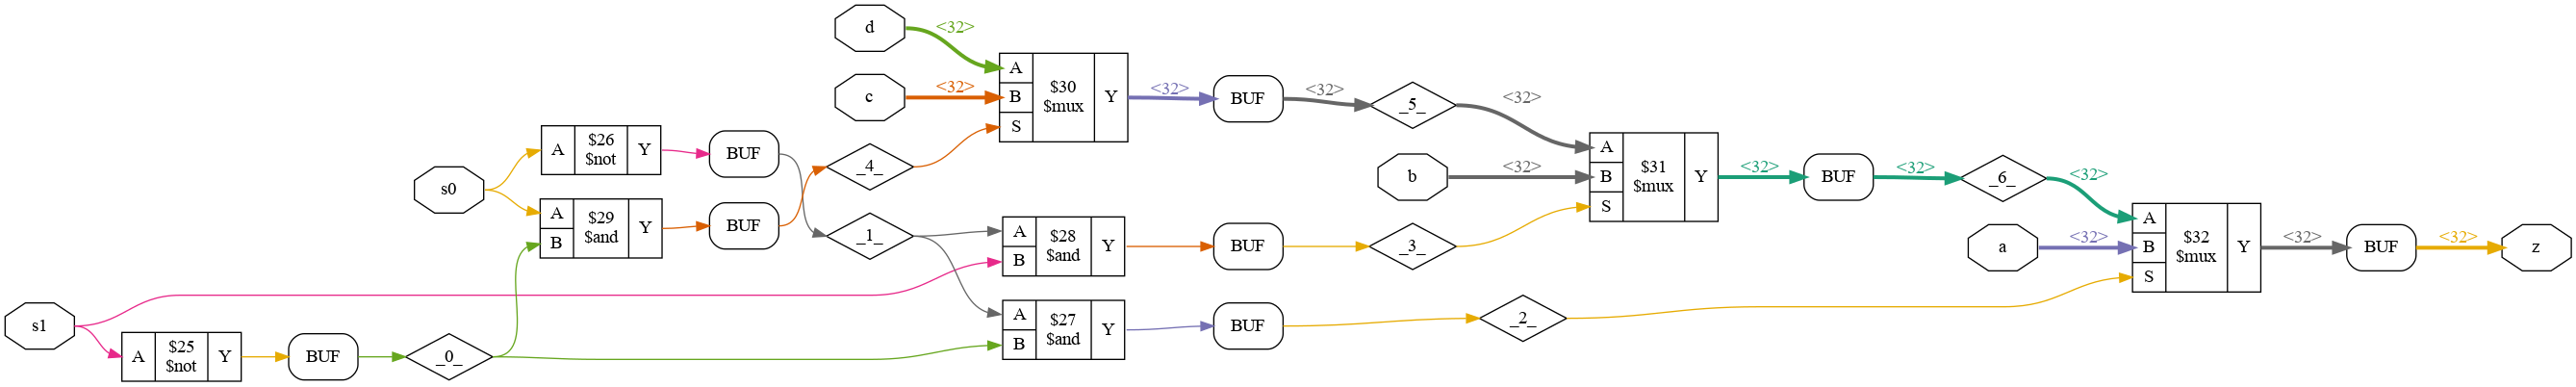 d
<32>
c
<32>
A
B
S
$30
$mux
Y
<32>
BUF
<32>
_5_
<32>
s0
A
$26
$not
Y
BUF
A
B
$29
$and
Y
BUF
_4_
_1_
b
<32>
A
B
S
$31
$mux
Y
<32>
BUF
<32>
_6_
<32>
A
B
$28
$and
Y
BUF
_3_
a
<32>
A
B
S
$32
$mux
Y
<32>
BUF
<32>
z
s1
A
$25
$not
Y
BUF
_0_
A
B
$27
$and
Y
BUF
_2_